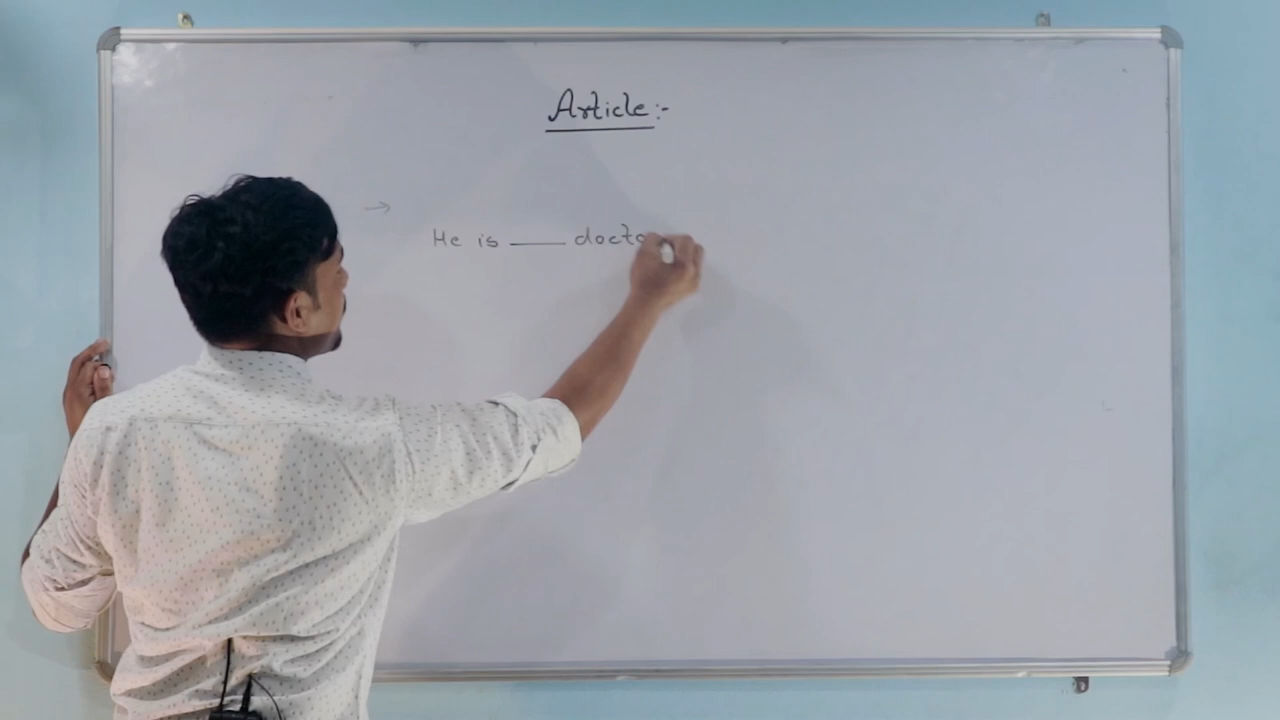 Article:-
→
He is ____ docto